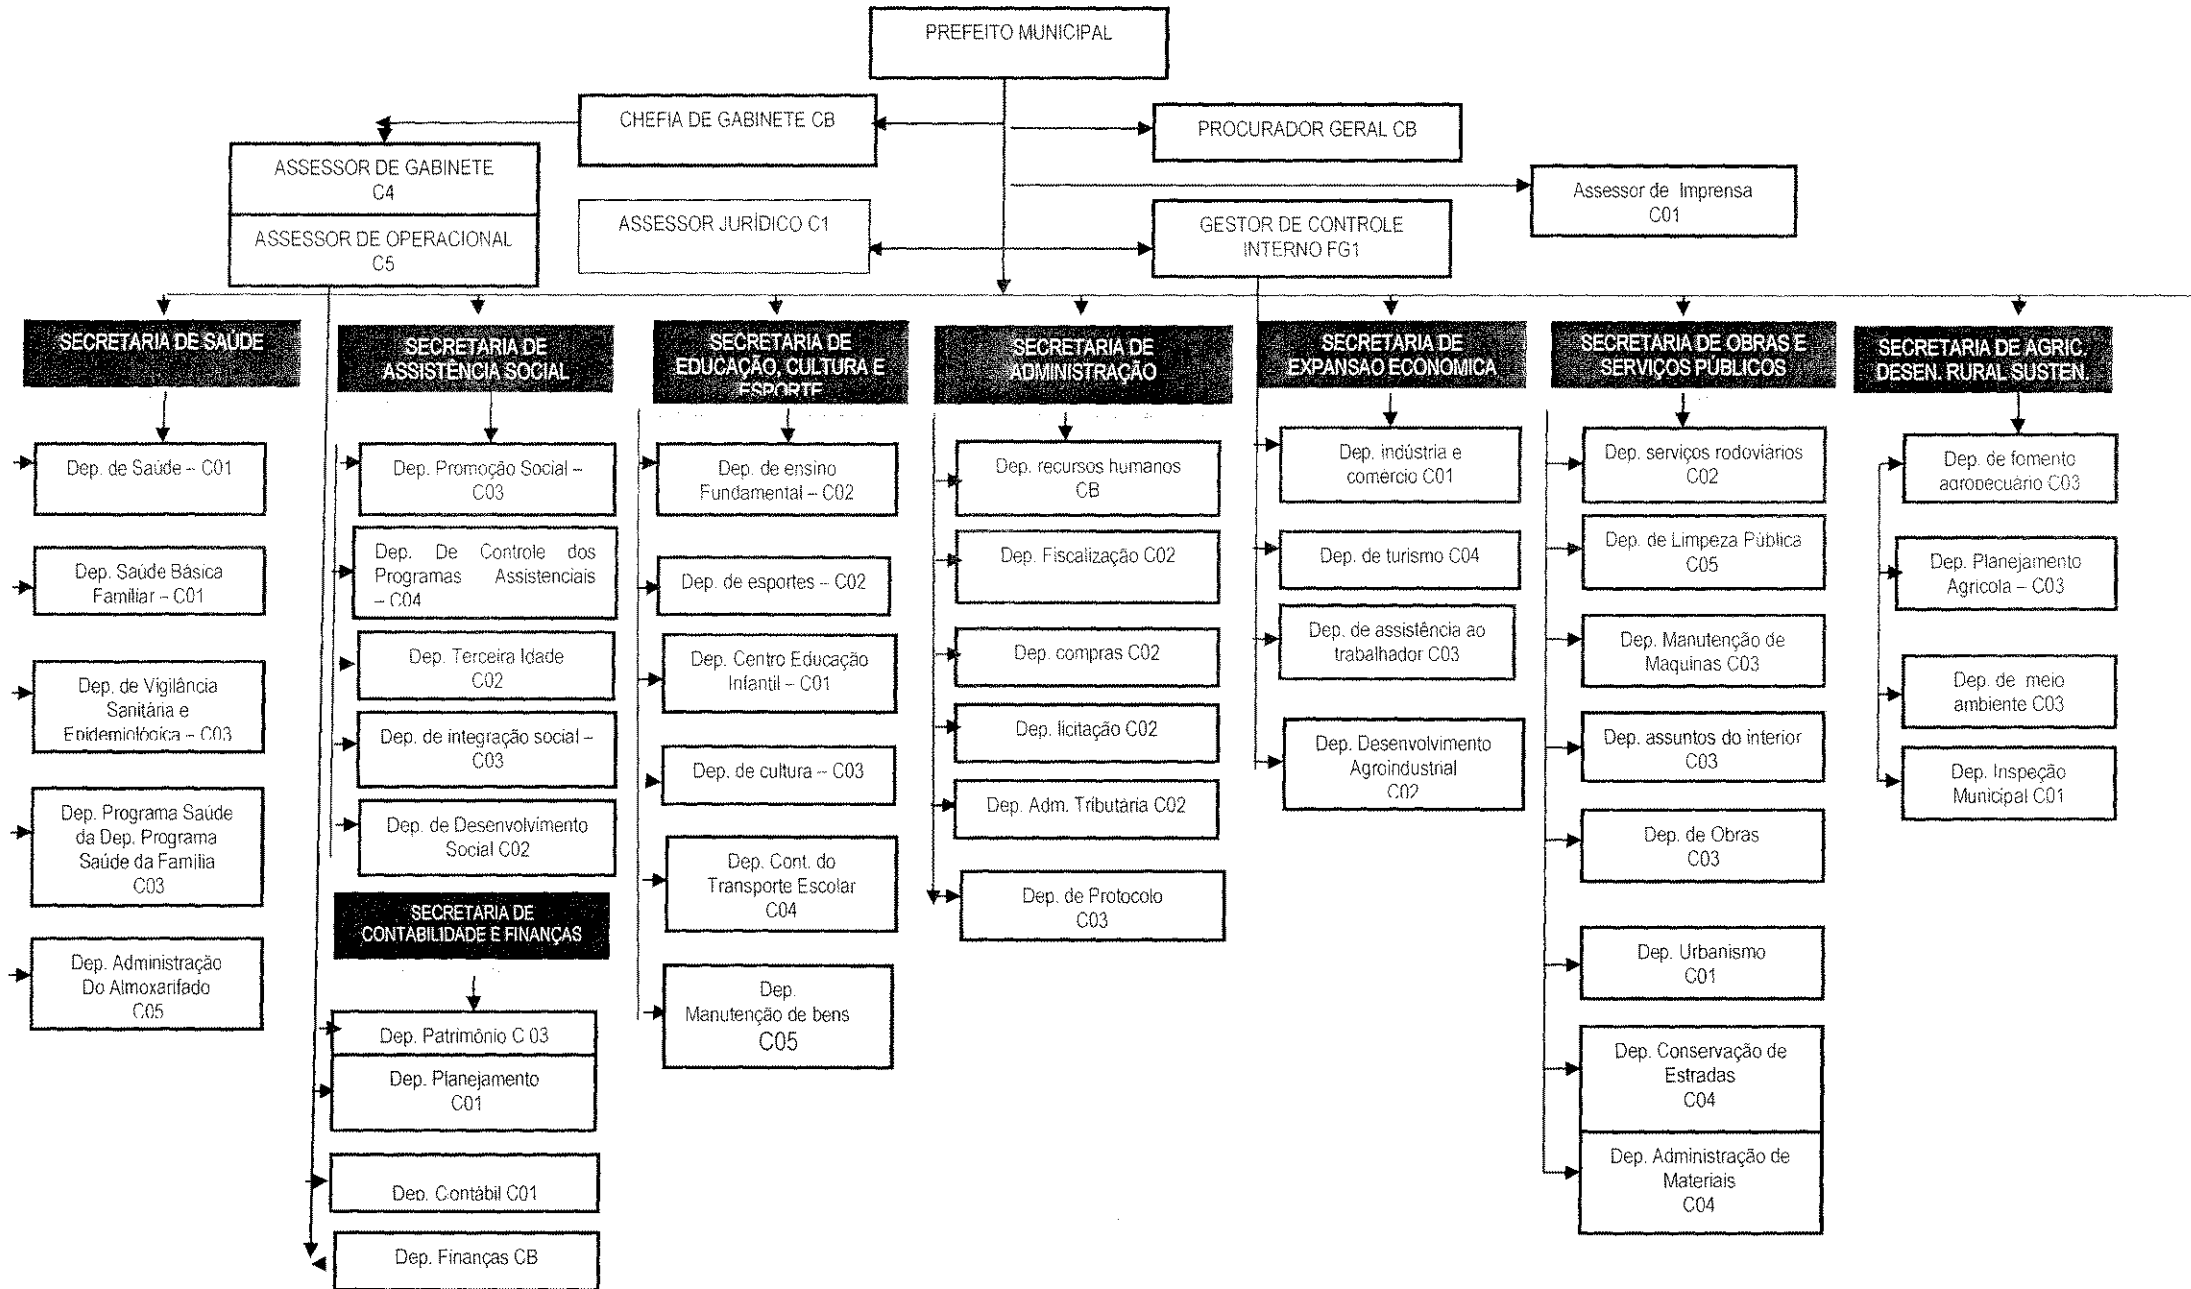 PREFEITO MUNICIPAL
CHEFIA DE GABINETE CB
PROCURADOR GERAL CB
ASSESSOR DE GABINETE
C4
ASSESSOR DE OPERACIONAL
C5
ASSESSOR JURÍDICO C1
GESTOR DE CONTROLE
INTERNO FG1
Assessor de Imprensa
C01
SECRETARIA DE SAÚDE
Dep. de Saúde – C01
Dep. Saúde Básica
Familiar – C01
Dep. de Vigilância
Sanitária e
Epidemiológica – C03
Dep. Programa Saúde
da Dep. Programa
Saúde da Família
C03
Dep. Administração
Do Almoxarifado
C05
SECRETARIA DE
ASSISTÊNCIA SOCIAL
Dep. Promoção Social –
C03
Dep. De Controle dos
Programas Assistenciais
– C04
Dep. Terceira Idade
C02
Dep. de integração social –
C03
Dep. de Desenvolvimento
Social C02
SECRETARIA DE
CONTABILIDADE E FINANÇAS
Dep. Patrimônio C 03
Dep. Planejamento
C01
Dep. Contábil C01
Dep. Finanças CB
SECRETARIA DE
EDUCAÇÃO, CULTURA E
ESPORTE
Dep. de ensino
Fundamental – C02
Dep. de esportes – C02
Dep. Centro Educação
Infantil – C01
Dep. de cultura – C03
Dep. Cont. do
Transporte Escolar
C04
Dep.
Manutenção de bens
C05
SECRETARIA DE
ADMINISTRAÇÃO
Dep. recursos humanos
CB
Dep. Fiscalização C02
Dep. compras C02
Dep. licitação C02
Dep. Adm. Tributária C02
Dep. de Protocolo
C03
SECRETARIA DE
EXPANSAO ECONOMICA
Dep. indústria e
comércio C01
Dep. de turismo C04
Dep. de assistência ao
trabalhador C03
Dep. Desenvolvimento
Agroindustrial
C02
SECRETARIA DE OBRAS E
SERVIÇOS PÚBLICOS
Dep. serviços rodoviários
C02
Dep. de Limpeza Pública
C05
Dep. Manutenção de
Maquinas C03
Dep. assuntos do interior
C03
Dep. de Obras
C03
Dep. Urbanismo
C01
Dep. Conservação de
Estradas
C04
Dep. Administração de
Materiais
C04
SECRETARIA DE AGRIC.
DESEN. RURAL SUSTEN.
Dep. de fomento
agropecuário C03
Dep. Planejamento
Agricola – C03
Dep. de meio
ambiente C03
Dep. Inspeção
Municipal C01